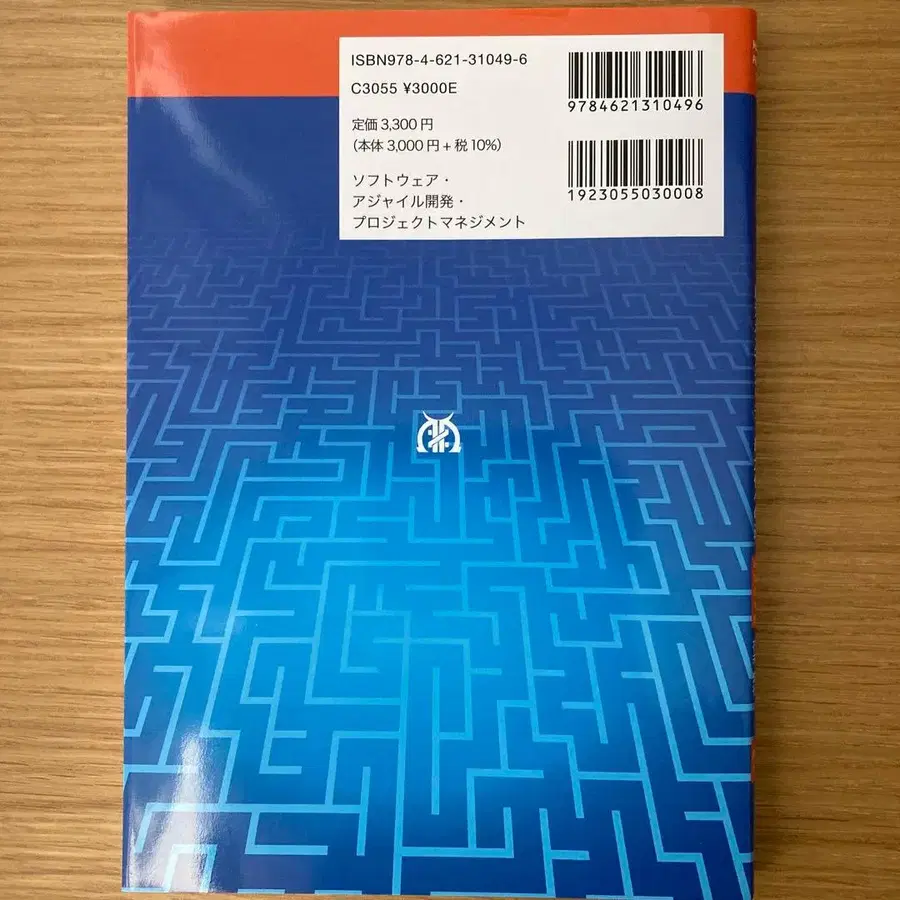 ISBN978-4-621-31049-6
C3055 ¥3000E
定価 3,300 円
(本体 3,000 円 + 税 10%)
ソフトウェア・
アジャイル開発・
プロジェクトマネジメント
9784621310496
1923055030008